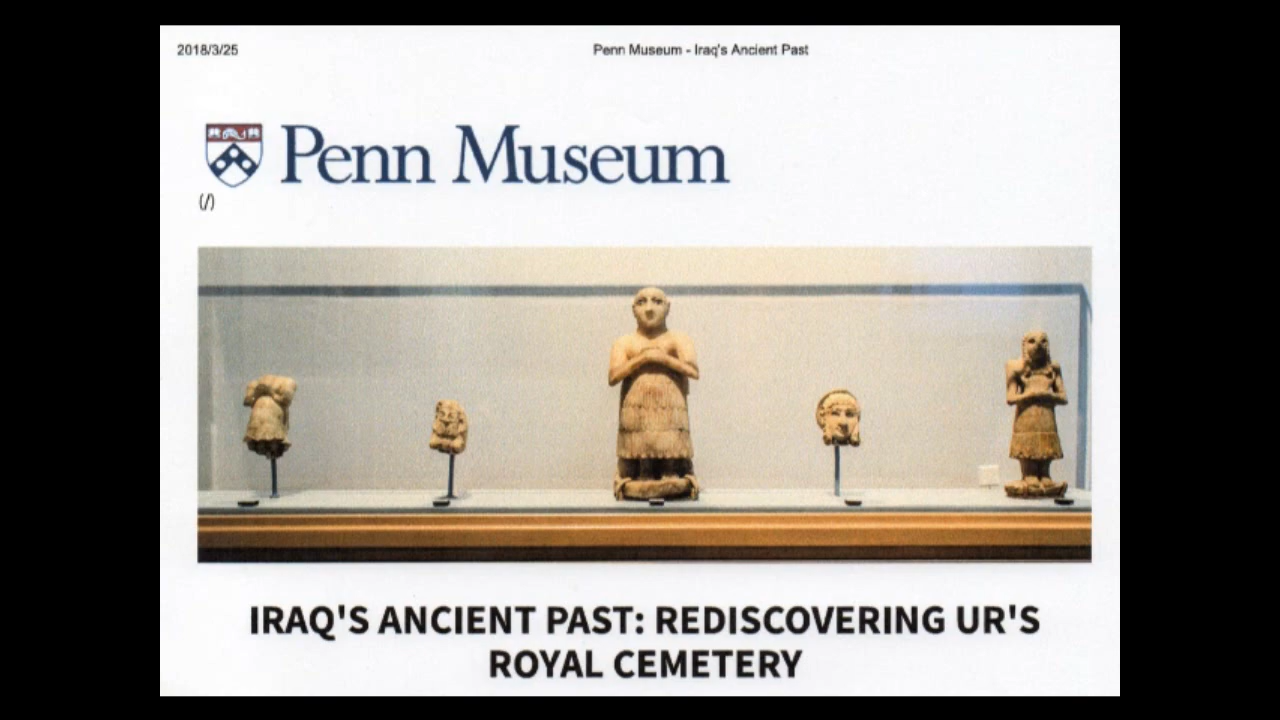 2018/3/25
Penn Museum - Iraq's Ancient Past
Penn Museum
(/)
IRAQ'S ANCIENT PAST: REDISCOVERING UR'S
ROYAL CEMETERY